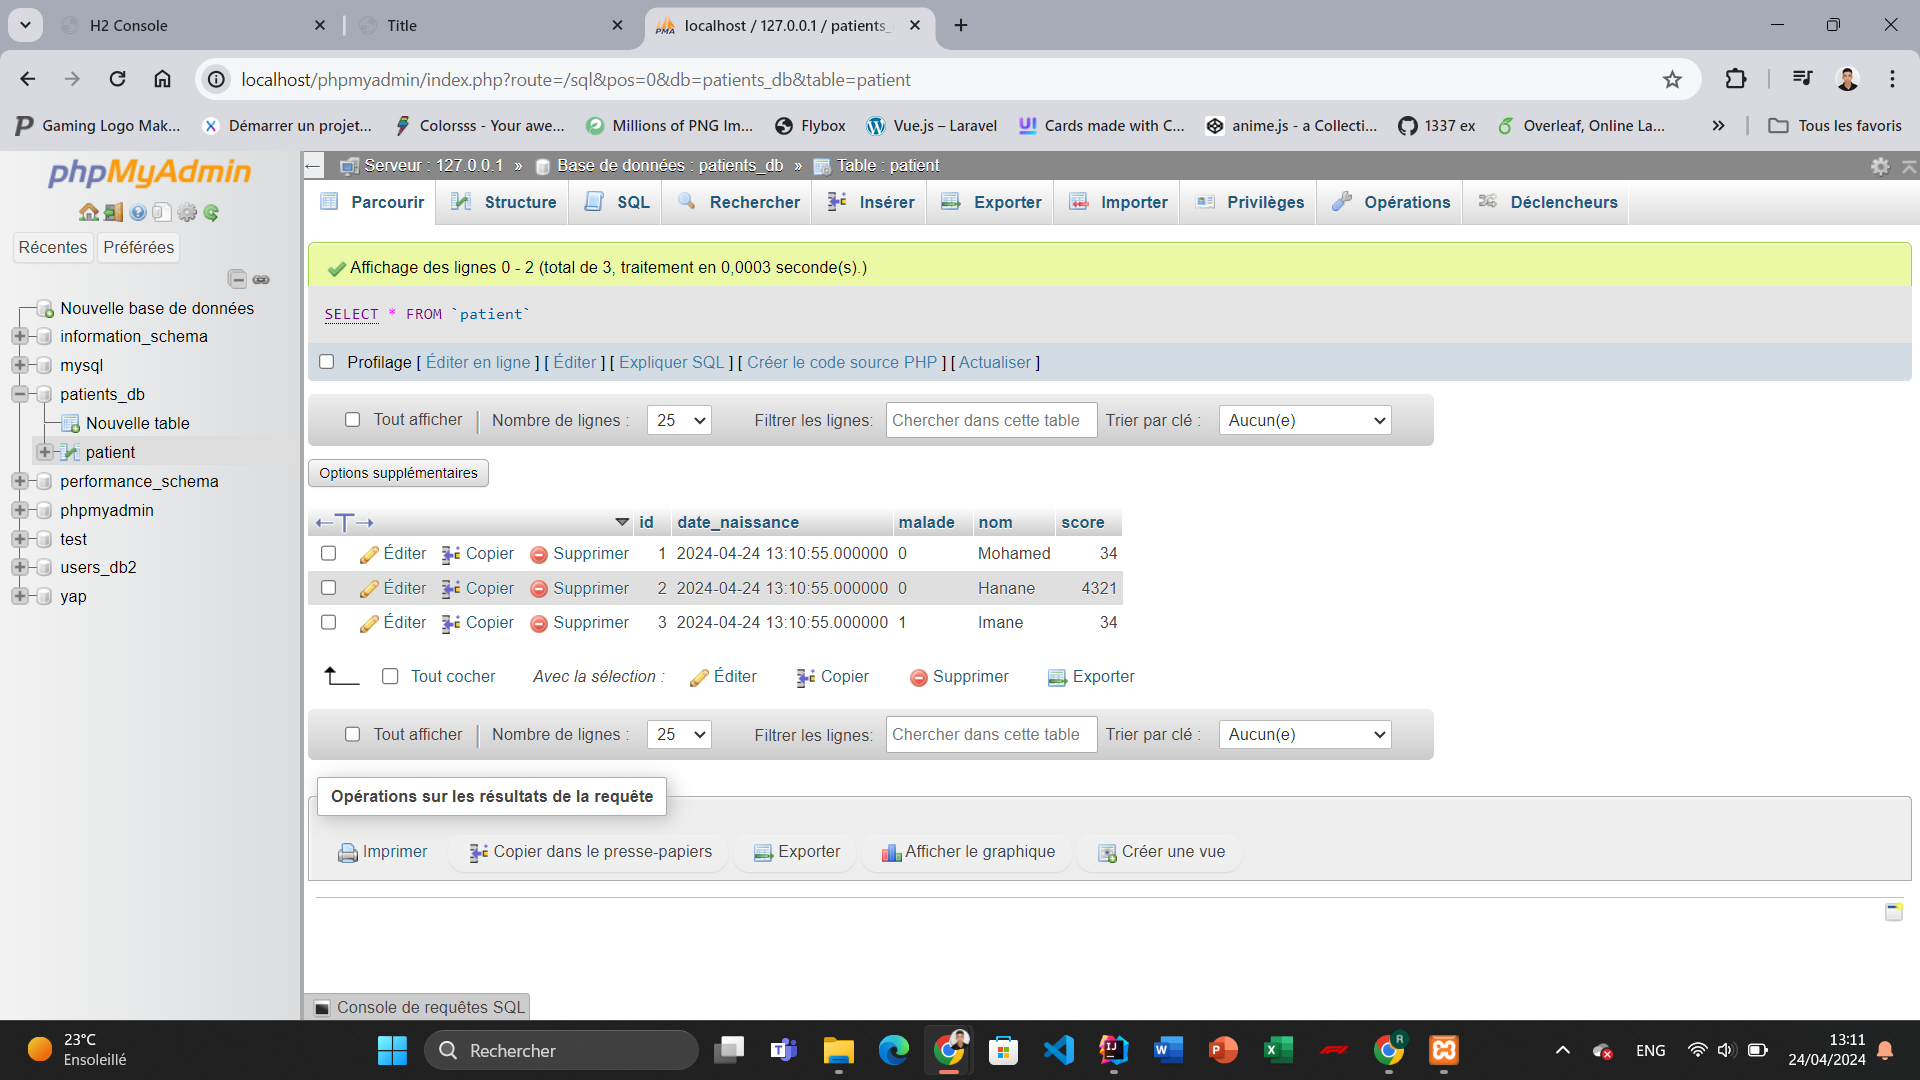 H2 Console
Title
localhost / 127.0.0.1 / patients_
localhost/phpmyadmin/index.php?route=/sql&pos=0&db=patients_db&table=patient
Gaming Logo Mak...
Démarrer un projet...
Colorsss - Your awe...
Millions of PNG Im...
Flybox
Vue.js – Laravel
Cards made with C...
anime.js - a Collecti...
1337 ex
Overleaf, Online La...
»
Tous les favoris
phpMyAdmin
Récentes
Préférées
Nouvelle base de données
information_schema
mysql
patients_db
Nouvelle table
patient
performance_schema
phpmyadmin
test
users_db2
yap
Serveur : 127.0.0.1 » Base de données : patients_db » Table : patient
Parcourir Structure SQL Rechercher Insérer Exporter Importer Privilèges Opérations Déclencheurs
Affichage des lignes 0 - 2 (total de 3, traitement en 0,0003 seconde(s).)
SELECT * FROM `patient`
Profilage [ Éditer en ligne ] [ Éditer ] [ Expliquer SQL ] [ Créer le code source PHP ] [ Actualiser ]
Tout afficher | Nombre de lignes : 25 Filtrer les lignes: Chercher dans cette table Trier par clé : Aucun(e)
Options supplémentaires
←T→ id date_naissance malade nom score
Éditer Copier Supprimer 1 2024-04-24 13:10:55.000000 0 Mohamed 34
Éditer Copier Supprimer 2 2024-04-24 13:10:55.000000 0 Hanane 4321
Éditer Copier Supprimer 3 2024-04-24 13:10:55.000000 1 Imane 34
Tout cocher Avec la sélection : Éditer Copier Supprimer Exporter
Tout afficher | Nombre de lignes : 25 Filtrer les lignes: Chercher dans cette table Trier par clé : Aucun(e)
Opérations sur les résultats de la requête
Imprimer Copier dans le presse-papiers Exporter Afficher le graphique Créer une vue
Console de requêtes SQL
23°C
Ensoleillé
Rechercher
ENG
13:11
24/04/2024